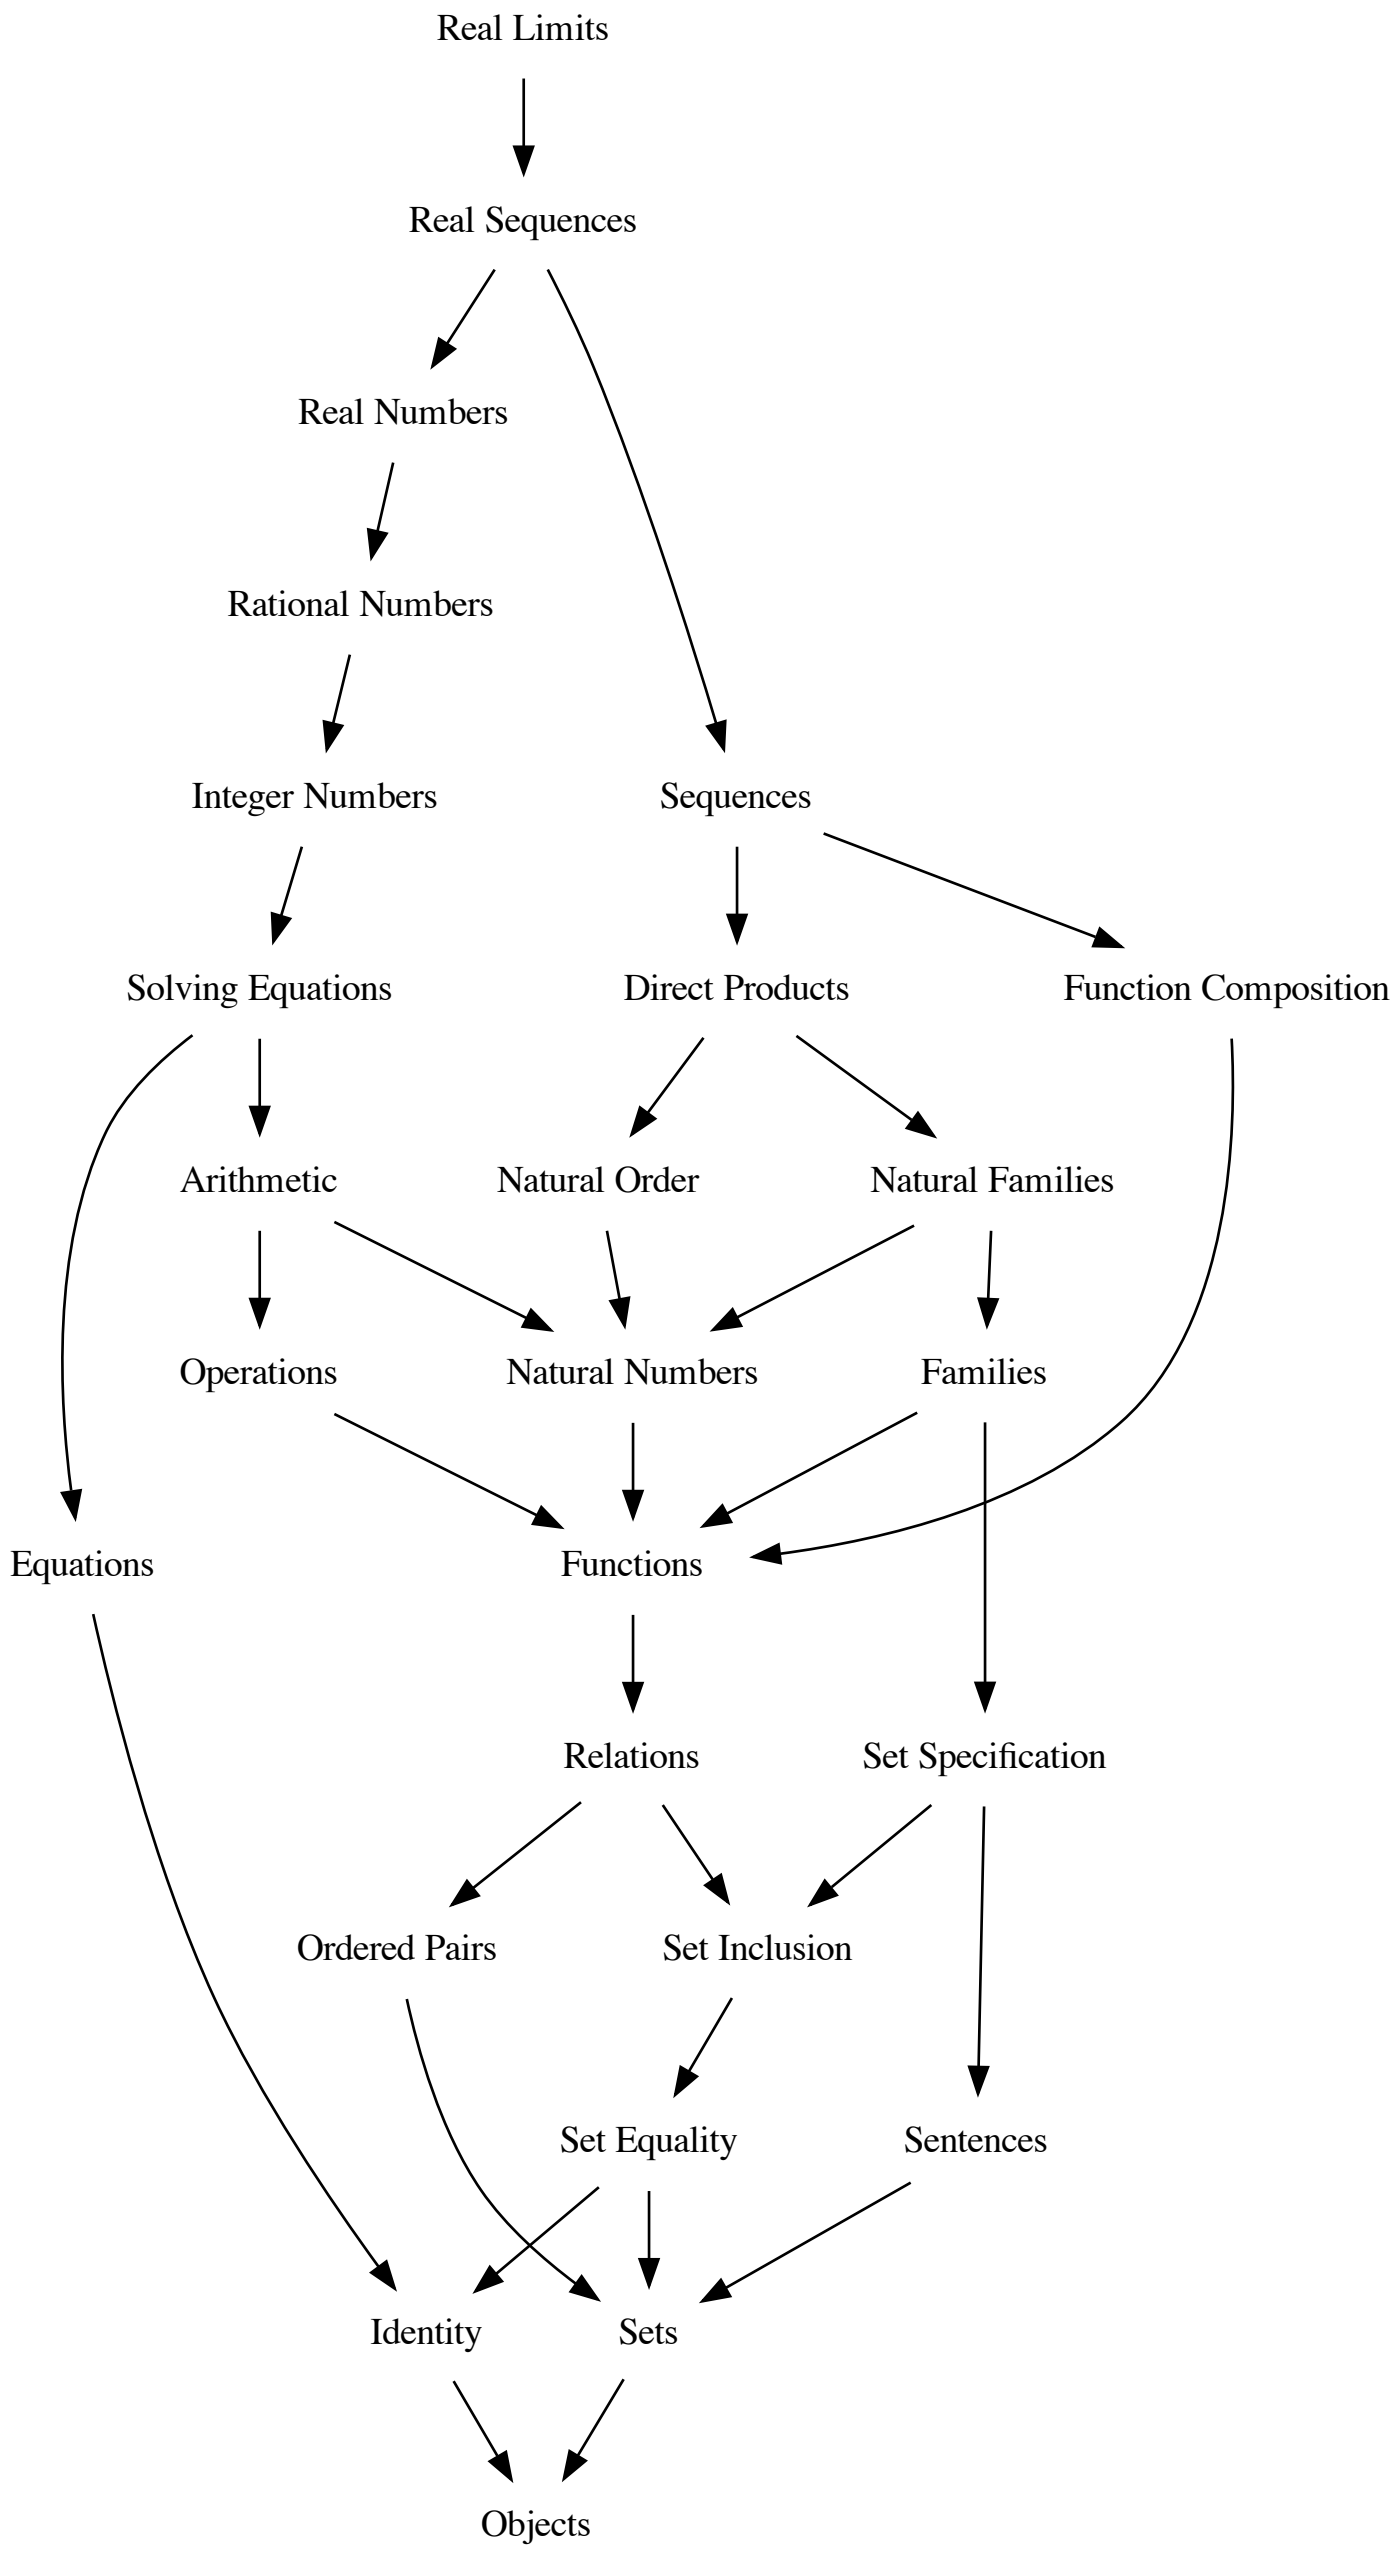 Real Limits
Real Sequences
Real Numbers
Rational Numbers
Integer Numbers
Sequences
Solving Equations
Direct Products
Function Composition
Arithmetic
Natural Order
Natural Families
Operations
Natural Numbers
Families
Equations
Functions
Relations
Set Specification
Ordered Pairs
Set Inclusion
Set Equality
Sentences
Identity
Sets
Objects